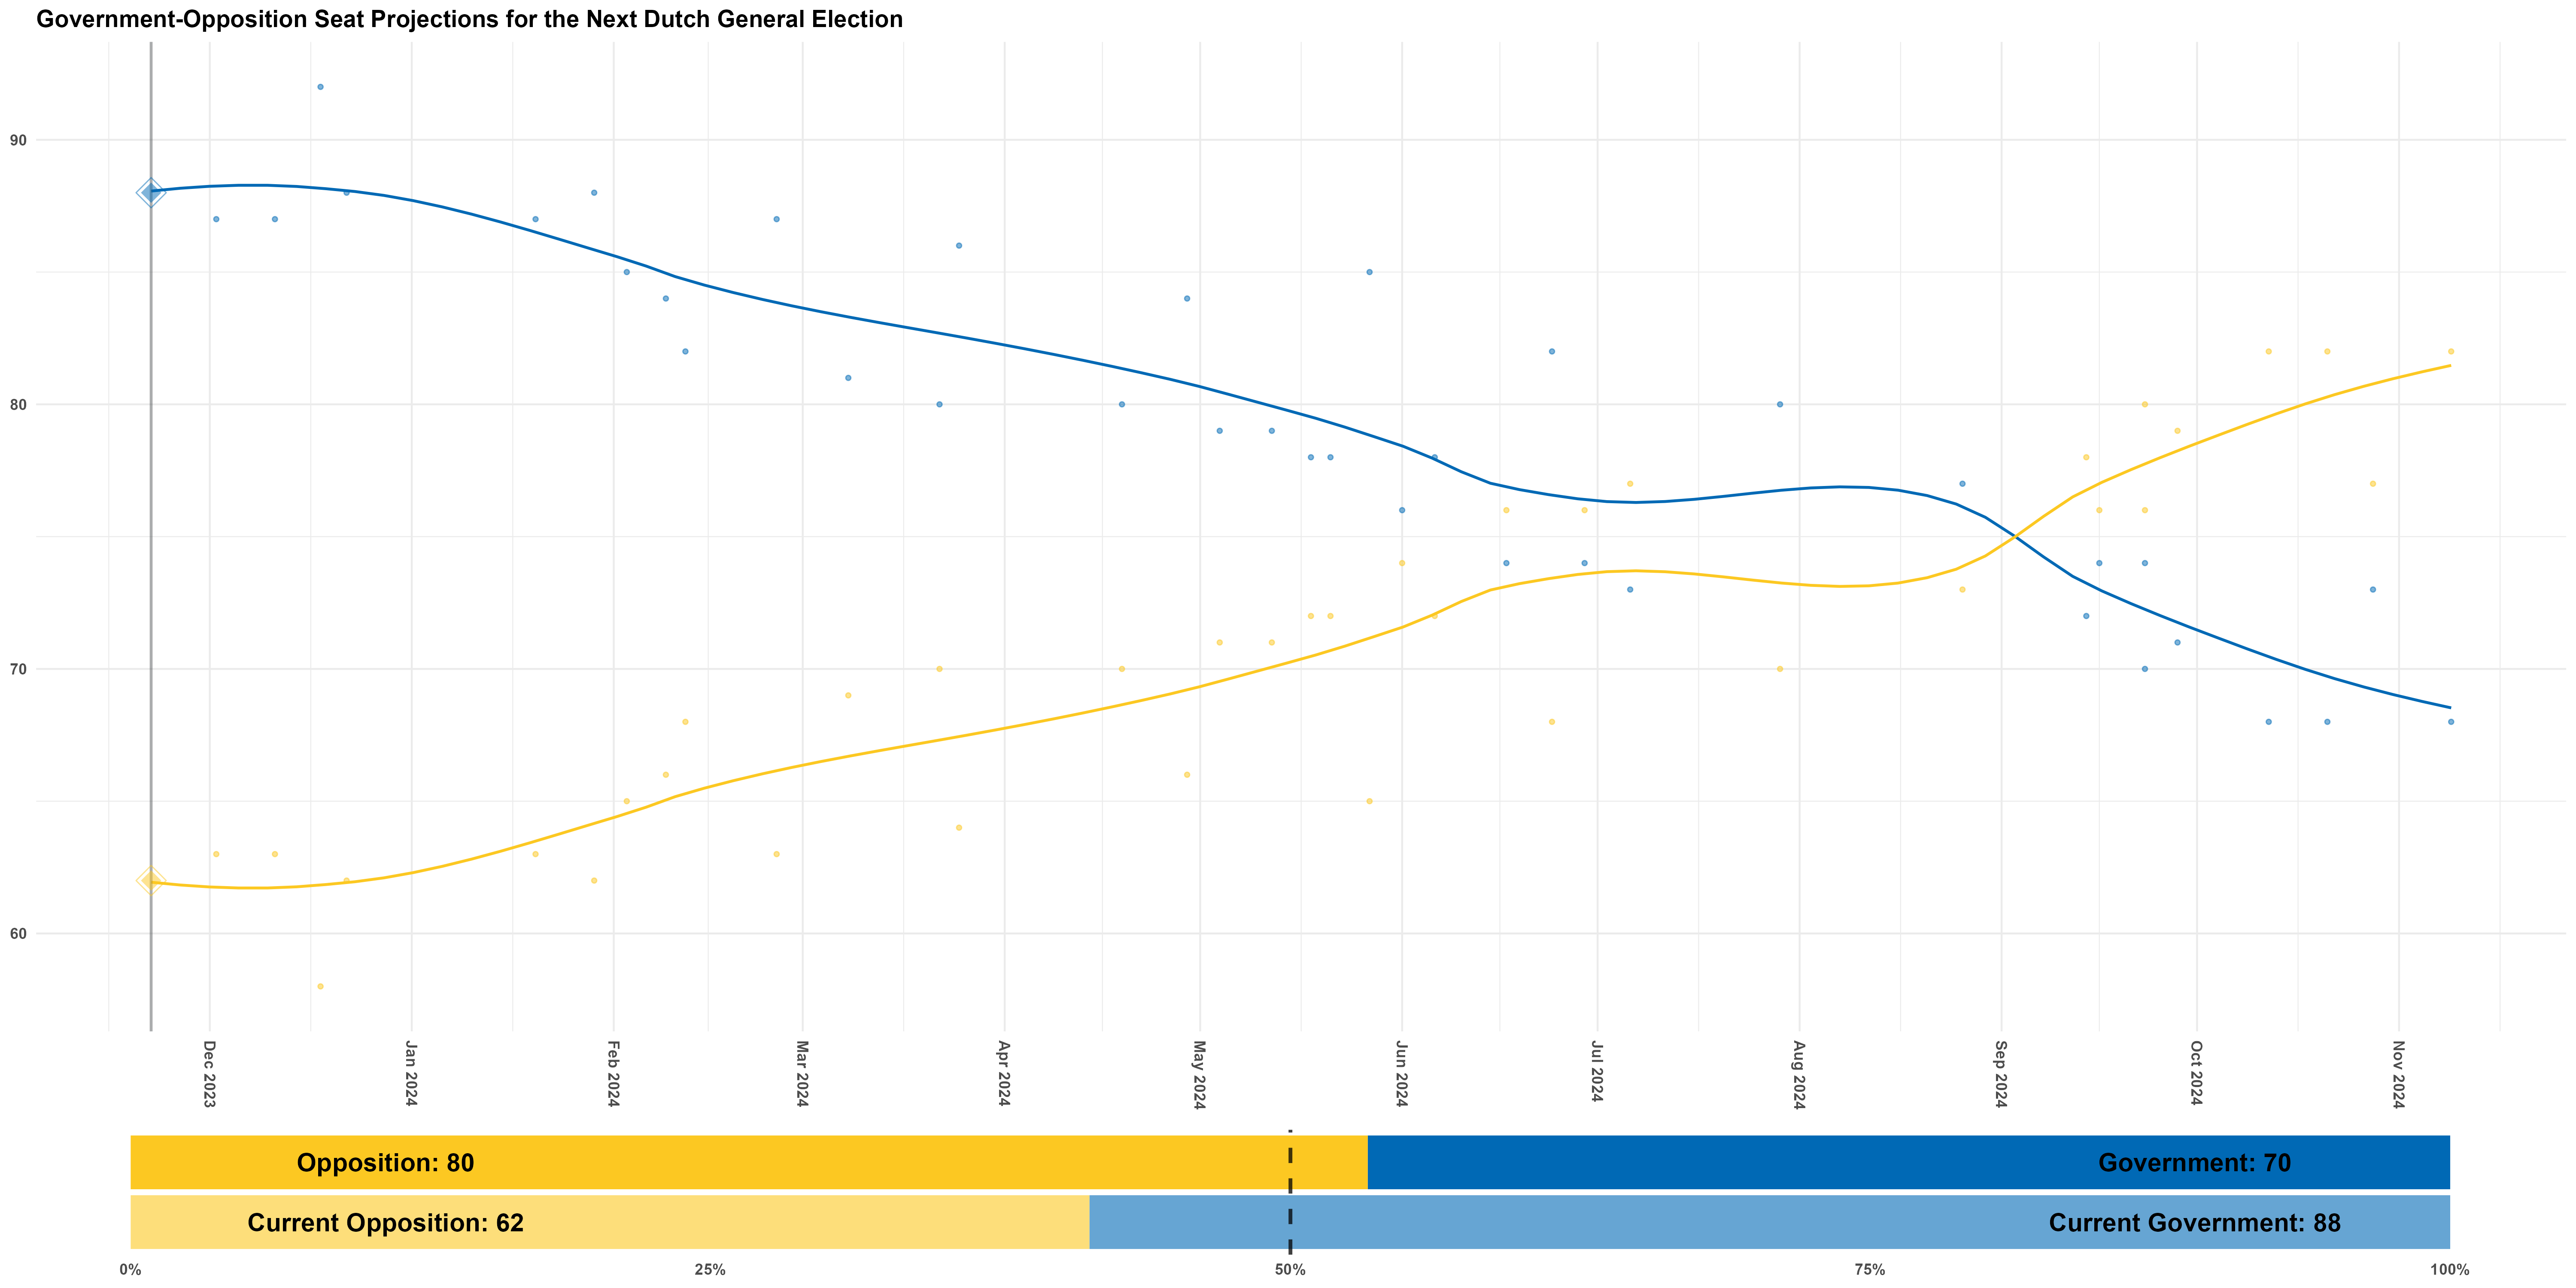 Government-Opposition Seat Projections for the Next Dutch General Election
90
80
70
60
Dec 2023
Jan 2024
Feb 2024
Mar 2024
Apr 2024
May 2024
Jun 2024
Jul 2024
Aug 2024
Sep 2024
Oct 2024
Nov 2024
Opposition: 80
Government: 70
Current Opposition: 62
Current Government: 88
0%
25%
50%
75%
100%